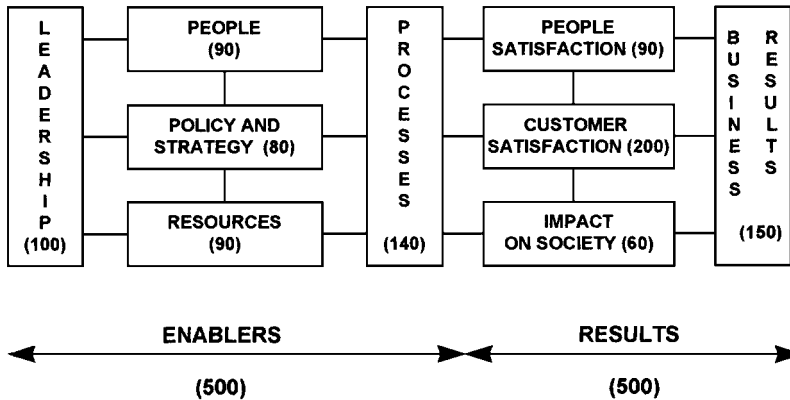 LEADERSHIP
(100)
PEOPLE
(90)
POLICY AND
STRATEGY (80)
RESOURCES
(90)
PROCESSES
(140)
PEOPLE
SATISFACTION (90)
CUSTOMER
SATISFACTION (200)
IMPACT
ON SOCIETY (60)
BUSINESS
RESULTS
(150)
ENABLERS
(500)
RESULTS
(500)